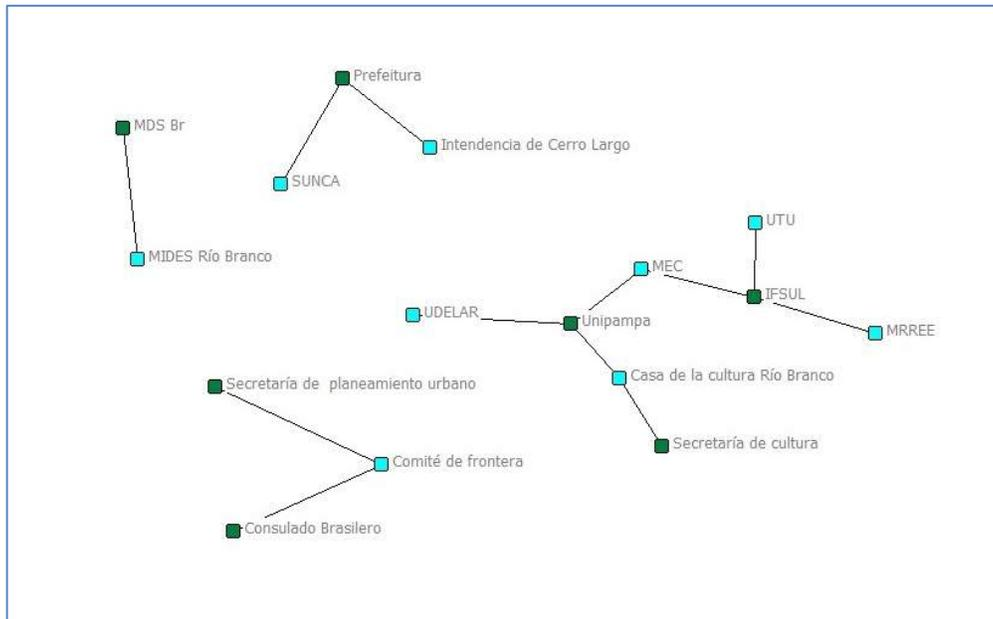 Prefeitura
MDS Br
Intendencia de Cerro Largo
SUNCA
UTU
MIDES Río Branco
MEC
IFSUL
UDELAR
Unipampa
MRREE
Casa de la cultura Río Branco
Secretaría de planeamiento urbano
Secretaría de cultura
Comité de frontera
Consulado Brasilero